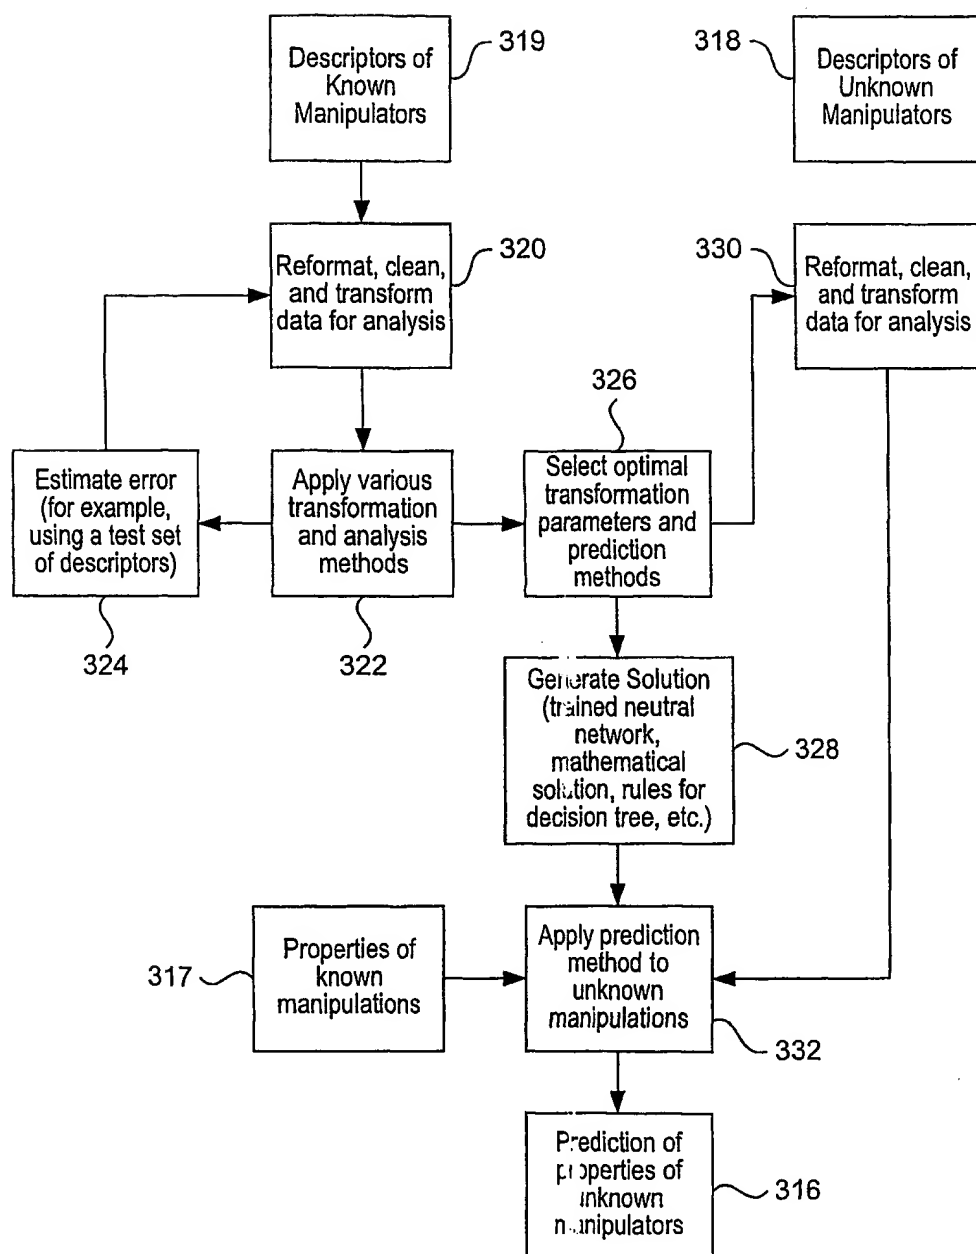 Descriptors of
Known
Manipulators
319
318
Descriptors of
Unknown
Manipulators
Reformat, clean,
and transform
data for analysis
320
330
Reformat, clean,
and transform
data for analysis
326
Estimate error
(for example,
using a test set
of descriptors)
324
Apply various
transformation
and analysis
methods
322
Select optimal
transformation
parameters and
prediction
methods
Generate Solution
(trained neutral
network,
mathematical
solution, rules for
decision tree, etc.)
328
317
Properties of
known
manipulations
Apply prediction
method to
unknown
manipulations
332
Prediction of
properties of
unknown
manipulators
316